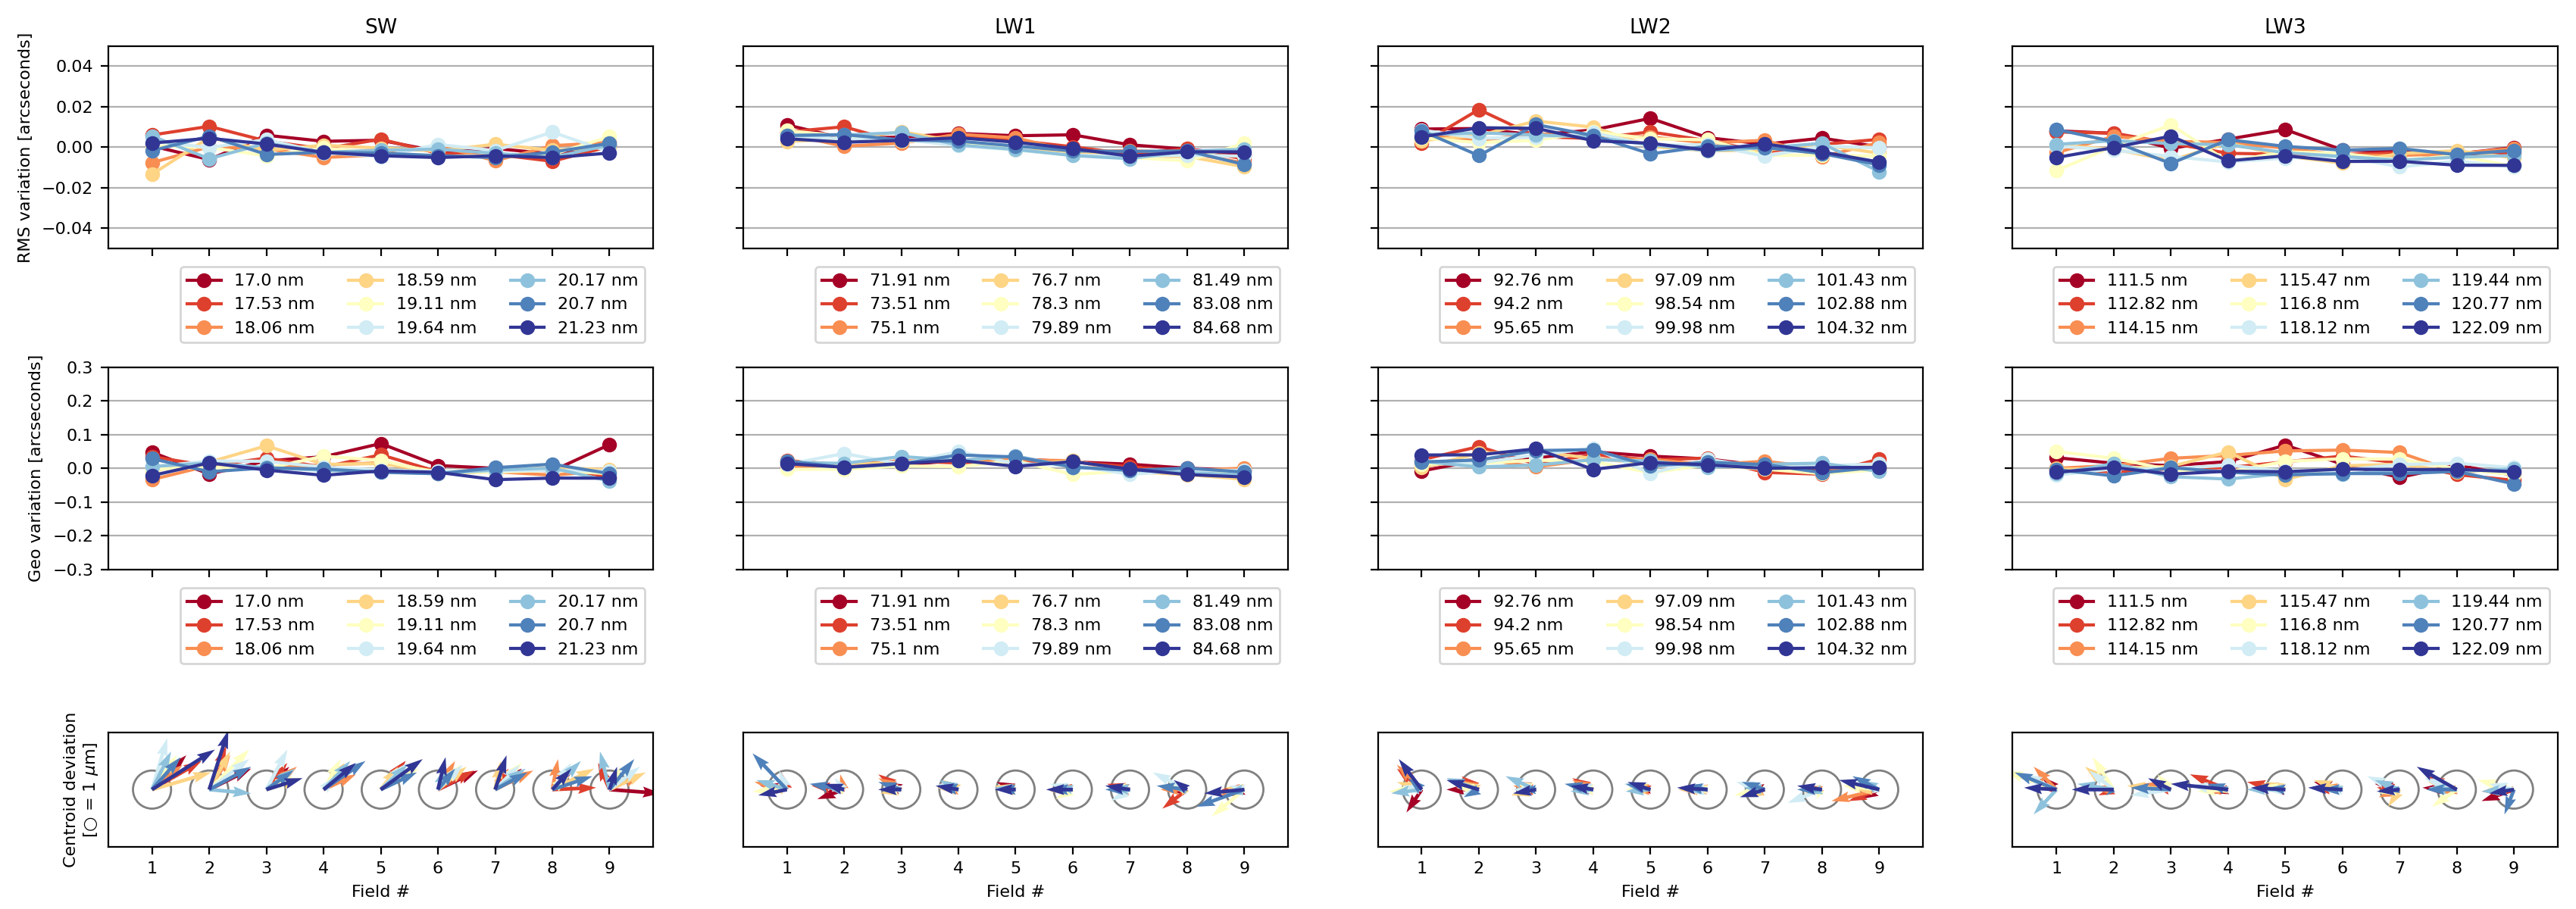 SW LW1 LW2 LW3
RMS variation [arcseconds]
0.04
0.02
0.00
−0.02
−0.04
17.0 nm 18.59 nm 20.17 nm 71.91 nm 76.7 nm 81.49 nm 92.76 nm 97.09 nm 101.43 nm 111.5 nm 115.47 nm 119.44 nm
17.53 nm 19.11 nm 20.7 nm 73.51 nm 78.3 nm 83.08 nm 94.2 nm 98.54 nm 102.88 nm 112.82 nm 116.8 nm 120.77 nm
18.06 nm 19.64 nm 21.23 nm 75.1 nm 79.89 nm 84.68 nm 95.65 nm 99.98 nm 104.32 nm 114.15 nm 118.12 nm 122.09 nm
Geo variation [arcseconds]
0.3
0.2
0.1
0.0
−0.1
−0.2
−0.3
17.0 nm 18.59 nm 20.17 nm 71.91 nm 76.7 nm 81.49 nm 92.76 nm 97.09 nm 101.43 nm 111.5 nm 115.47 nm 119.44 nm
17.53 nm 19.11 nm 20.7 nm 73.51 nm 78.3 nm 83.08 nm 94.2 nm 98.54 nm 102.88 nm 112.82 nm 116.8 nm 120.77 nm
18.06 nm 19.64 nm 21.23 nm 75.1 nm 79.89 nm 84.68 nm 95.65 nm 99.98 nm 104.32 nm 114.15 nm 118.12 nm 122.09 nm
Centroid deviation
[○ = 1 μm]
1 2 3 4 5 6 7 8 9 1 2 3 4 5 6 7 8 9 1 2 3 4 5 6 7 8 9 1 2 3 4 5 6 7 8 9
Field # Field # Field # Field #